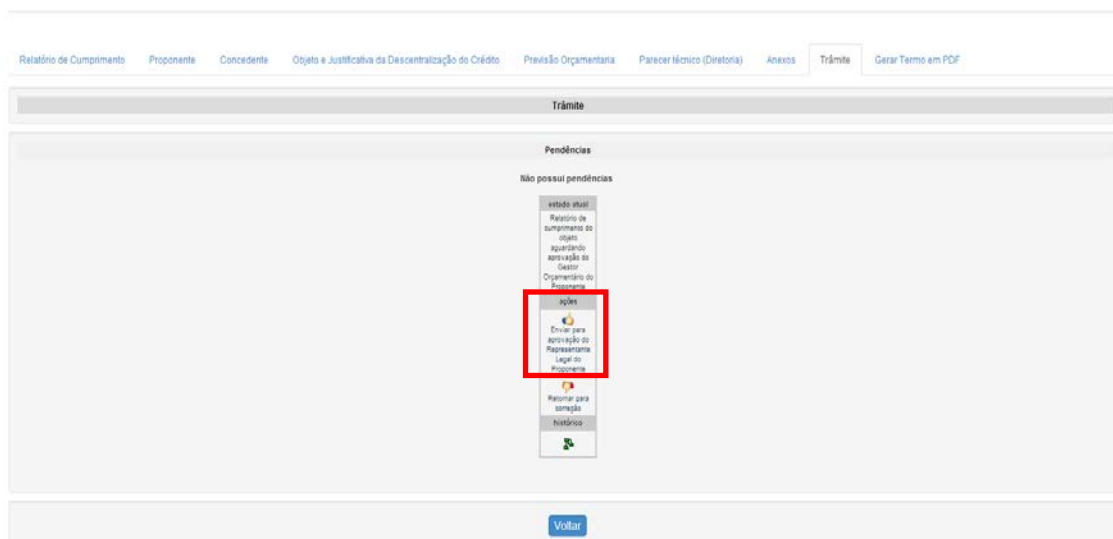 Relatório de Cumprimento Proponente Concedente Objeto e Justificativa da Descentralização do Crédito Previsão Orçamentaria Parecer técnico (Diretoria) Anexos Trâmite Gerar Termo em PDF
Trâmite
Pendências
Não possui pendências
estado atual
Relatório de
cumprimento do
objeto
aguardando
aprovação do
Gestor
Orçamentário do
Proponente
ações
Enviar para
aprovação do
Representante
Legal do
Proponente
Retornar para
correção
histórico
Voltar